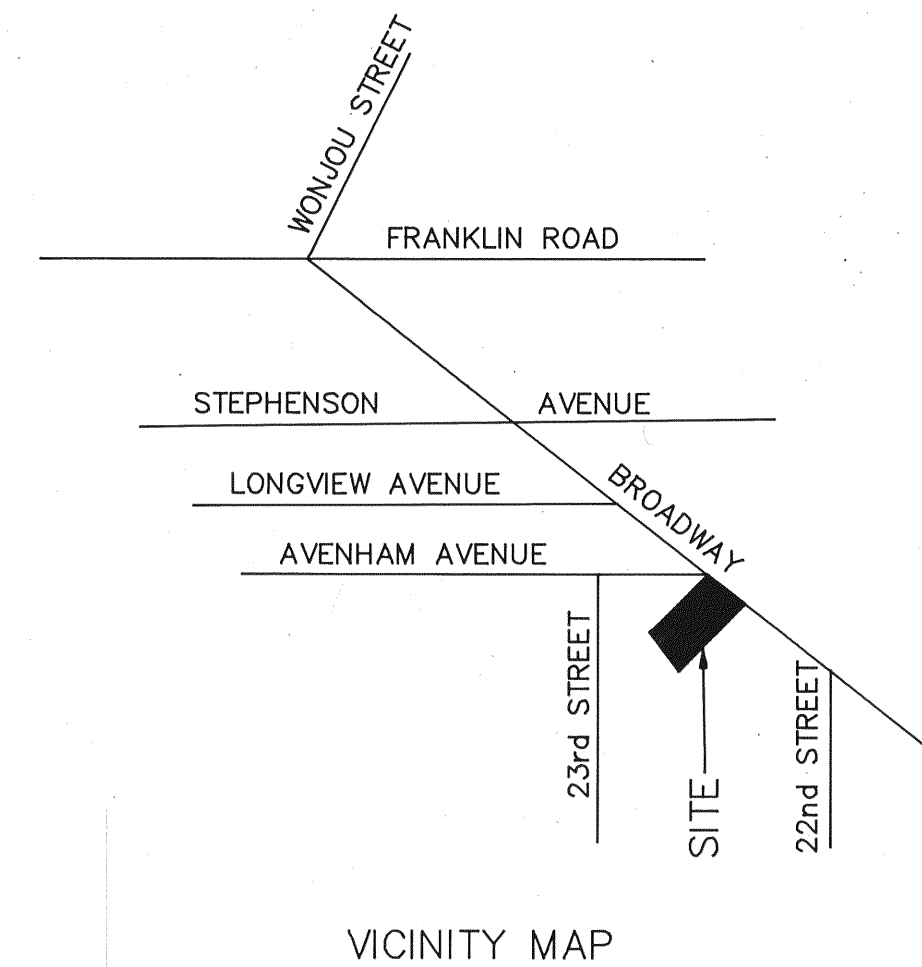 WONJOU STREET
FRANKLIN ROAD
STEPHENSON AVENUE
LONGVIEW AVENUE
BROADWAY
AVENHAM AVENUE
23rd STREET
SITE
22nd STREET
VICINITY MAP